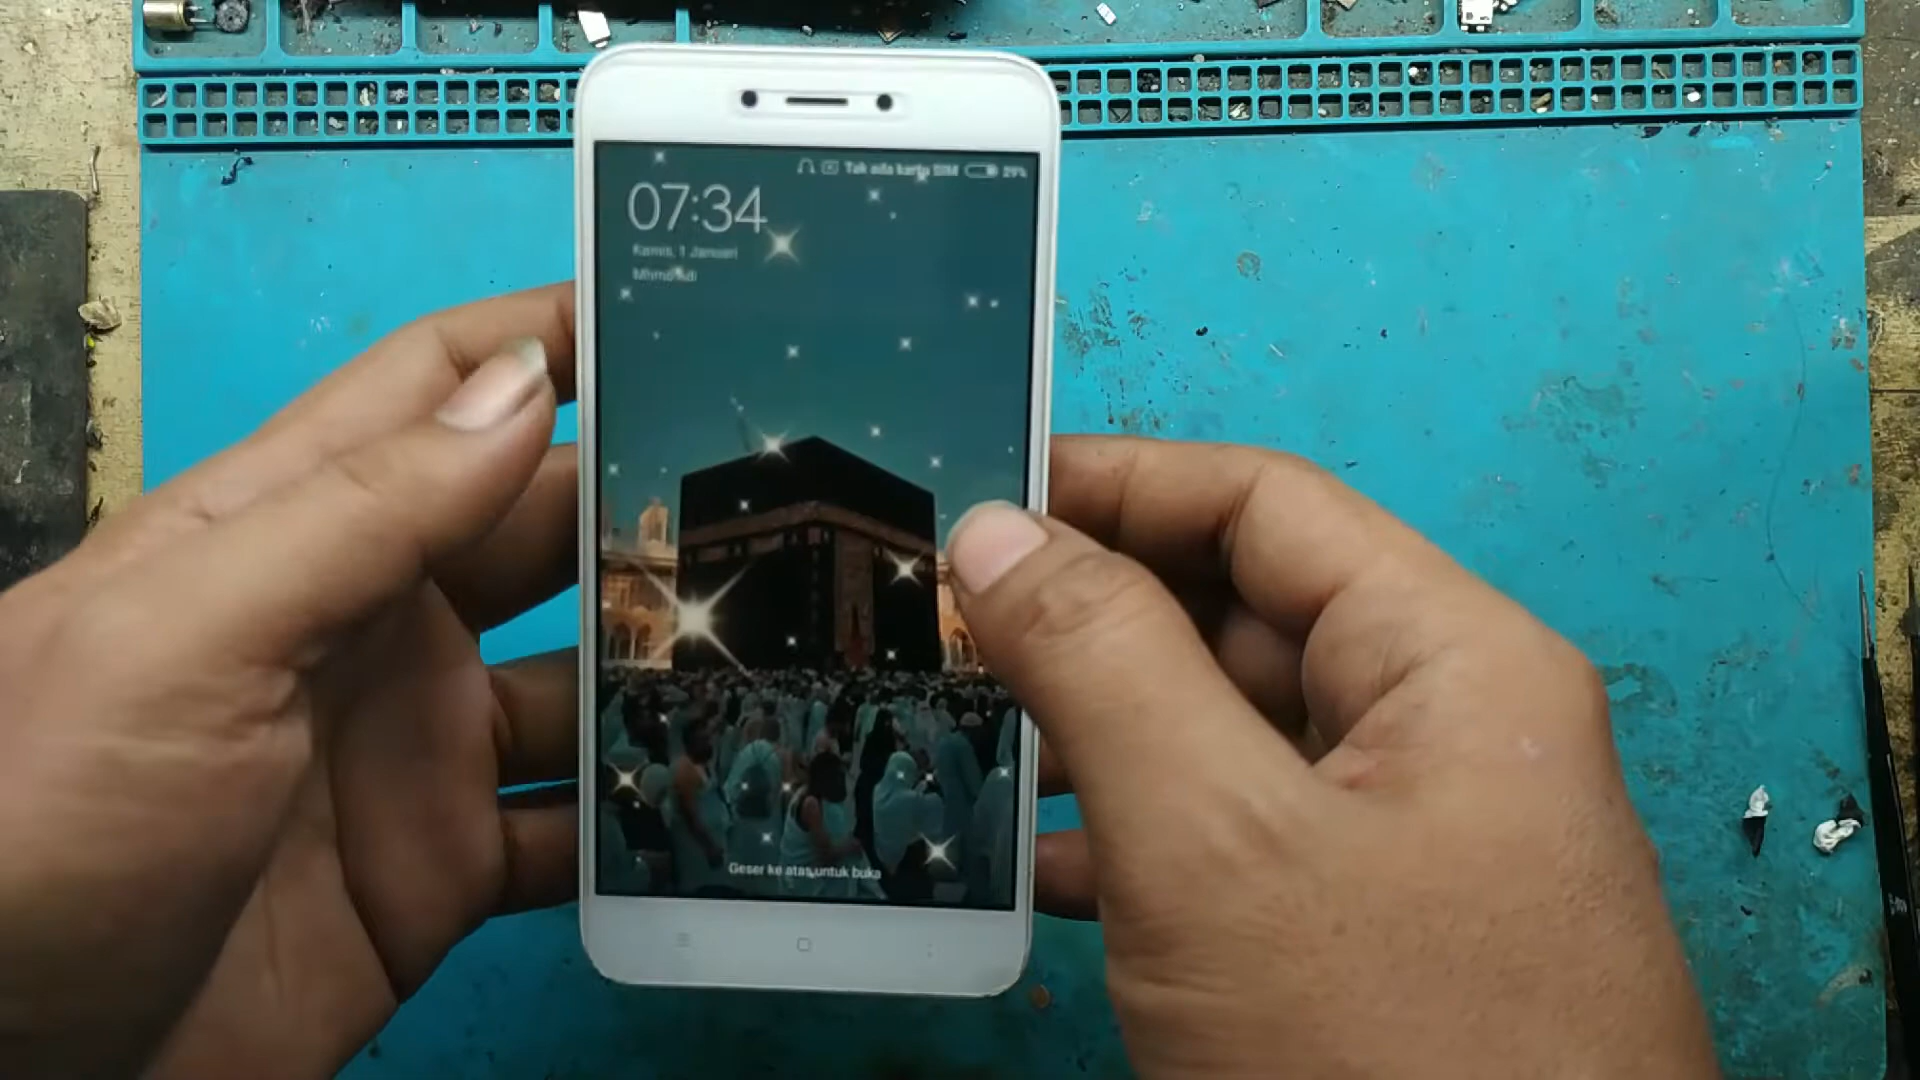 Tak ada kartu SIM 29%
07:34
Kamis, 1 Januari
Geser ke atas untuk buka